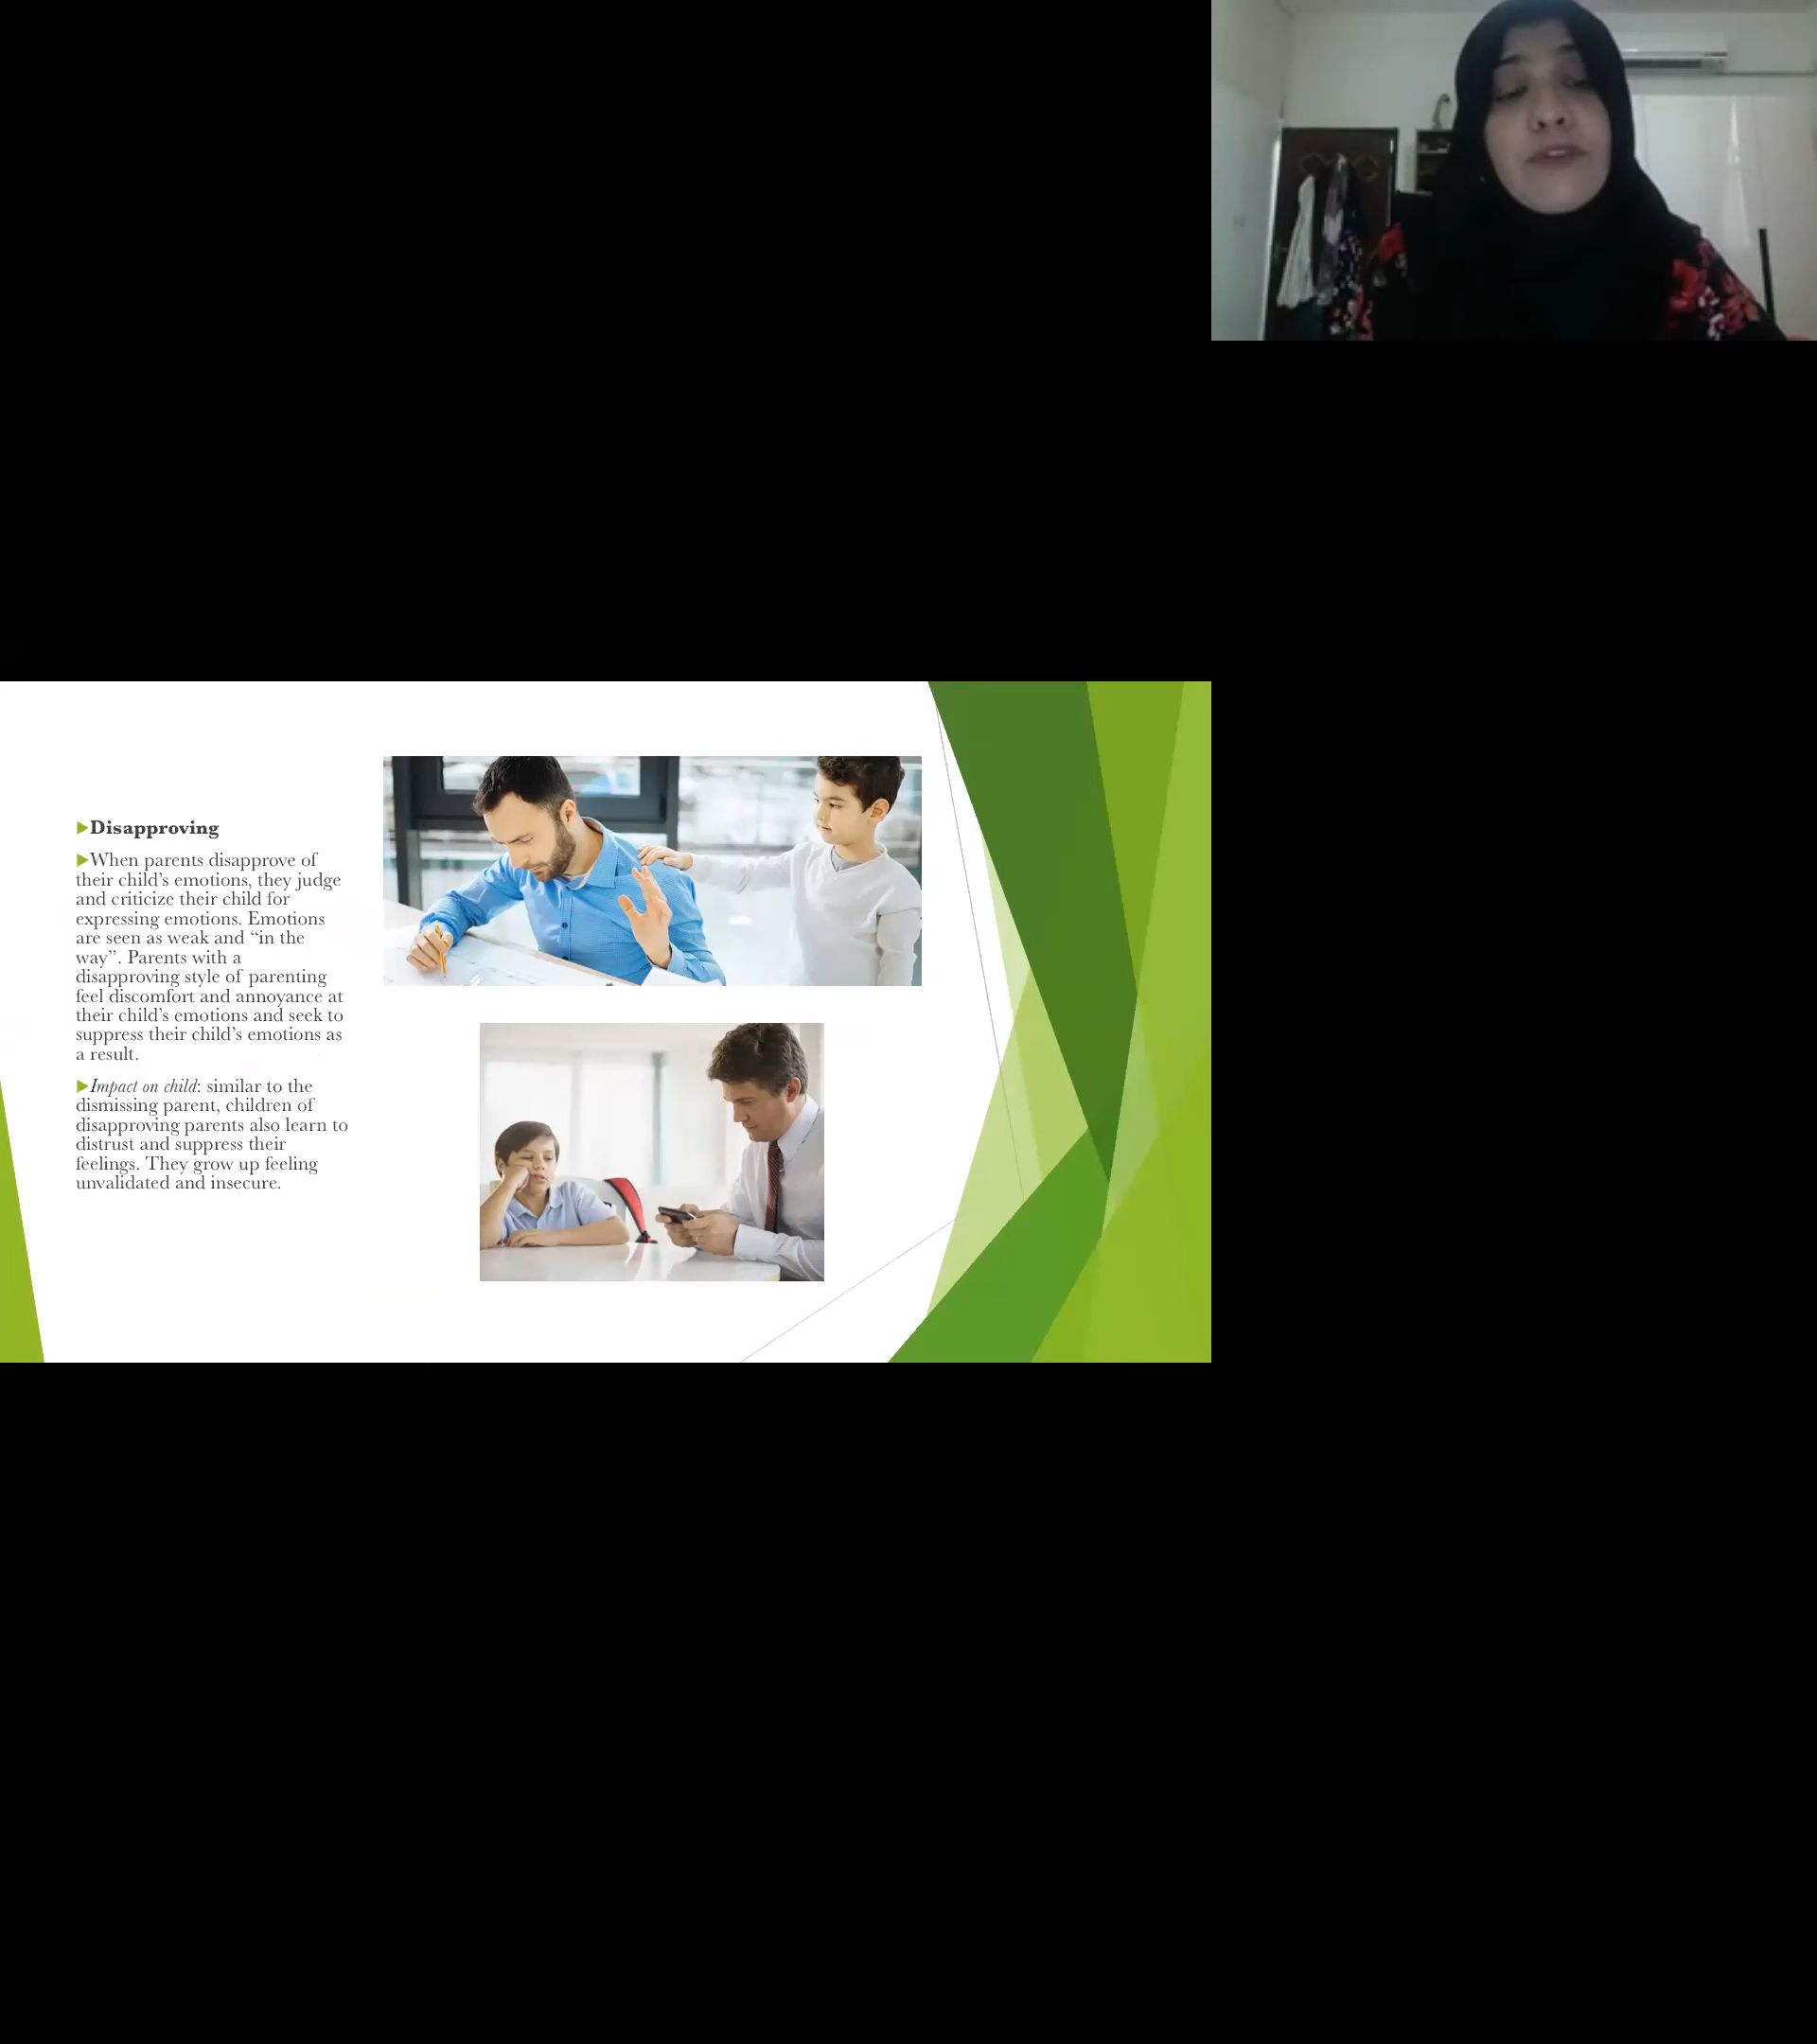 Disapproving
When parents disapprove of
their child’s emotions, they judge
and criticize their child for
expressing emotions. Emotions
are seen as weak and “in the
way”. Parents with a
disapproving style of parenting
feel discomfort and annoyance at
their child’s emotions and seek to
suppress their child’s emotions as
a result.
Impact on child: similar to the
dismissing parent, children of
disapproving parents also learn to
distrust and suppress their
feelings. They grow up feeling
unvalidated and insecure.